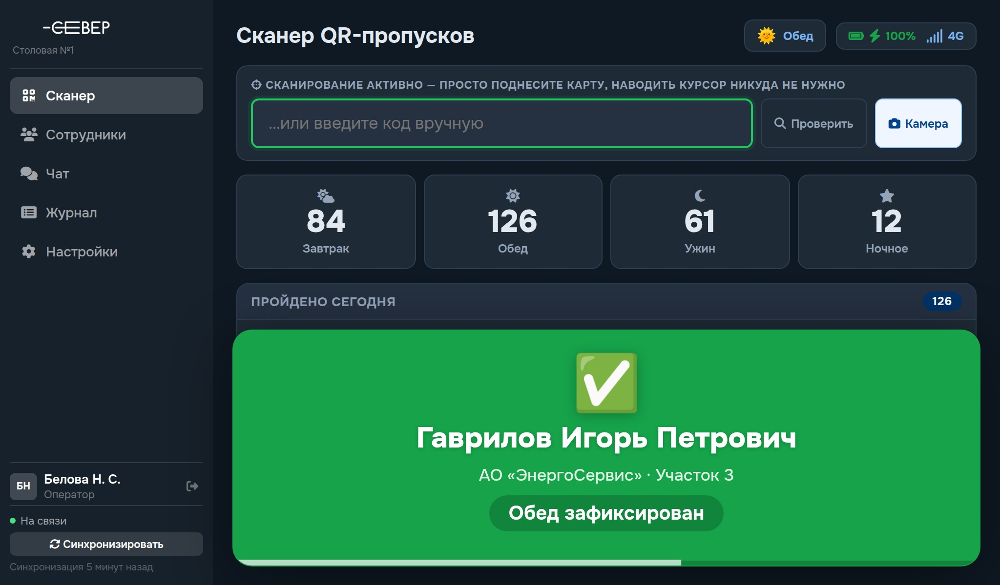 СЕВЕР
Столовая №1
Сканер
Сотрудники
Чат
Журнал
Настройки
БН
Белова Н. С.
Оператор
На связи
Синхронизировать
Синхронизация 5 минут назад
Сканер QR-пропусков
Обед
100% 4G
СКАНИРОВАНИЕ АКТИВНО — ПРОСТО ПОДНЕСИТЕ КАРТУ, НАВОДИТЬ КУРСОР НИКУДА НЕ НУЖНО
...или введите код вручную
Проверить
Камера
84
Завтрак
126
Обед
61
Ужин
12
Ночное
ПРОЙДЕНО СЕГОДНЯ
126
Гаврилов Игорь Петрович
АО «ЭнергоСервис» · Участок 3
Обед зафиксирован